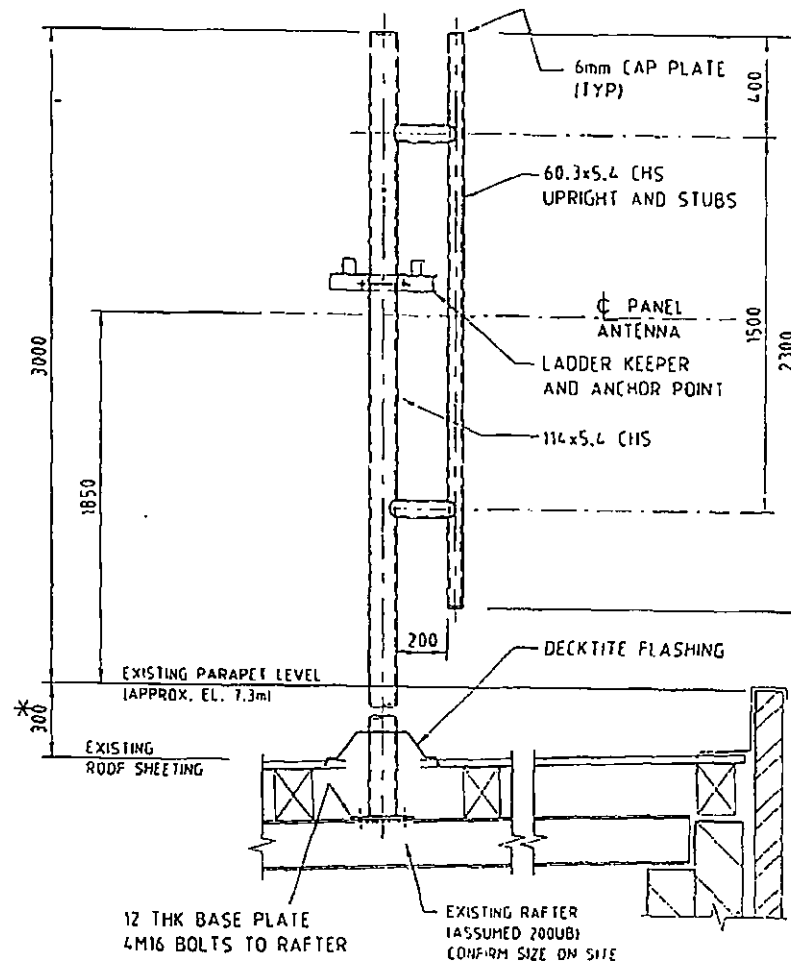 6mm CAP PLATE
(TYP)
400
60.3x5.4 CHS
UPRIGHT AND STUBS
3000
℄ PANEL
ANTENNA
1500
2300
LADDER KEEPER
AND ANCHOR POINT
114x5.4 CHS
1850
200
DECKTITE FLASHING
EXISTING PARAPET LEVEL
(APPROX. EL. 7.3m)
*
300
EXISTING
ROOF SHEETING
12 THK BASE PLATE
4M16 BOLTS TO RAFTER
EXISTING RAFTER
(ASSUMED 200UB)
CONFIRM SIZE ON SITE